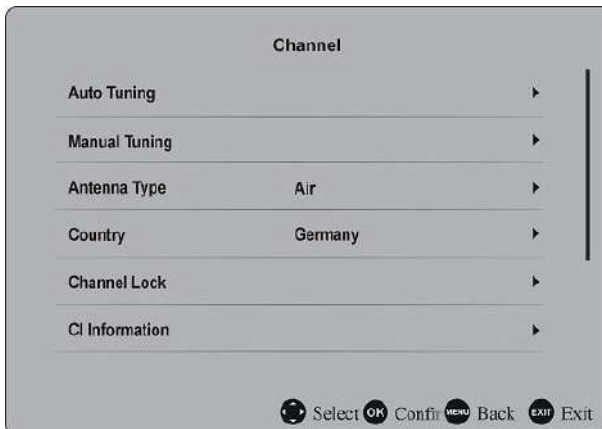 Channel
Auto Tuning
Manual Tuning
Antenna Type Air
Country Germany
Channel Lock
CI Information
Select OK Confir MENU Back EXIT Exit